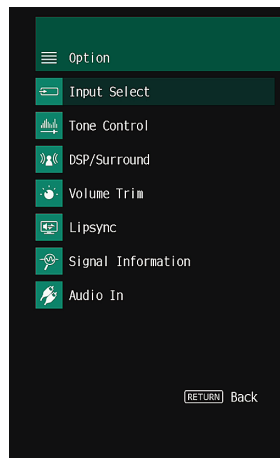 Option
Input Select
Tone Control
DSP/Surround
Volume Trim
Lipsync
Signal Information
Audio In
RETURN Back